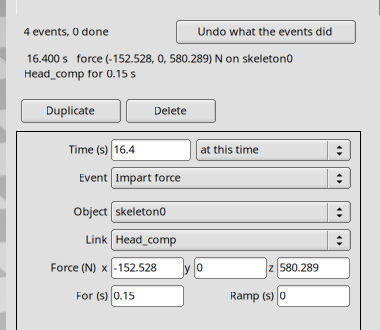 4 events, 0 done Undo what the events did
16.400 s force (-152.528, 0, 580.289) N on skeleton0
Head_comp for 0.15 s
Duplicate Delete
Time (s) 16.4 at this time
Event Impart force
Object skeleton0
Link Head_comp
Force (N) x -152.528 y 0 z 580.289
For (s) 0.15 Ramp (s) 0